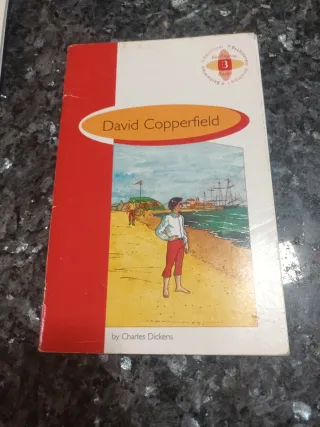 3
David Copperfield
by Charles Dickens